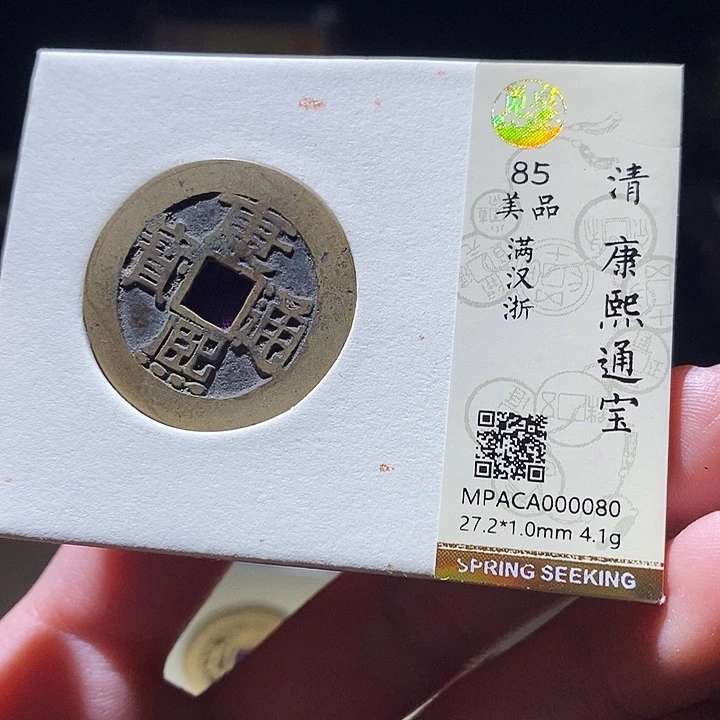 康熙通寳
85
美品
满汉浙
清 康熙通宝
MPACA000080
27.2*1.0mm 4.1g
SPRING SEEKING